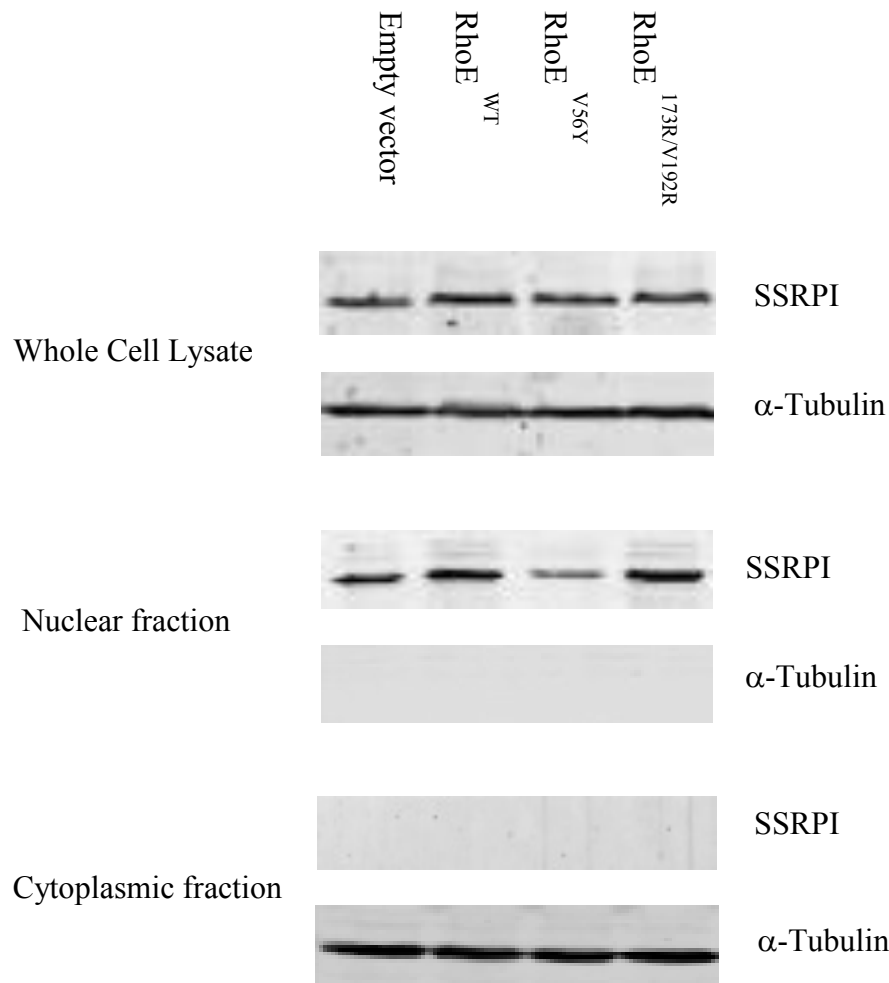 Empty vector
RhoE WT
RhoE V56Y
RhoE 173R/V192R
SSRPI
Whole Cell Lysate
α-Tubulin
SSRPI
Nuclear fraction
α-Tubulin
SSRPI
Cytoplasmic fraction
α-Tubulin